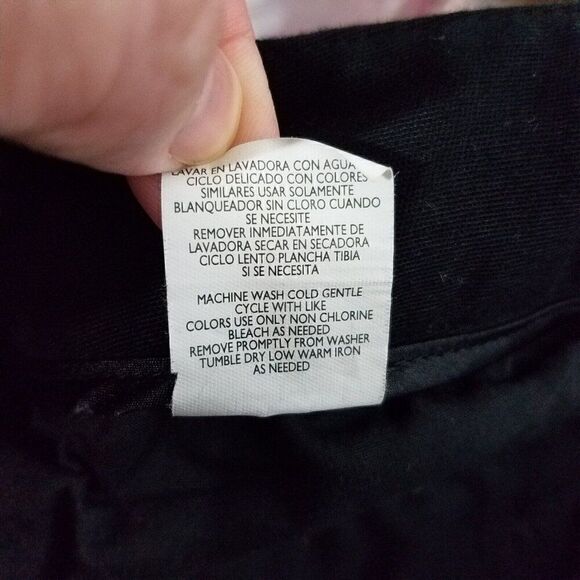 LAVAR EN LAVADORA CON AGUA
CICLO DELICADO CON COLORES
SIMILARES USAR SOLAMENTE
BLANQUEADOR SIN CLORO CUANDO
SE NECESITE
REMOVER INMEDIATAMENTE DE
LAVADORA SECAR EN SECADORA
CICLO LENTO PLANCHA TIBIA
SI SE NECESITA
MACHINE WASH COLD GENTLE
CYCLE WITH LIKE
COLORS USE ONLY NON CHLORINE
BLEACH AS NEEDED
REMOVE PROMPTLY FROM WASHER
TUMBLE DRY LOW WARM IRON
AS NEEDED